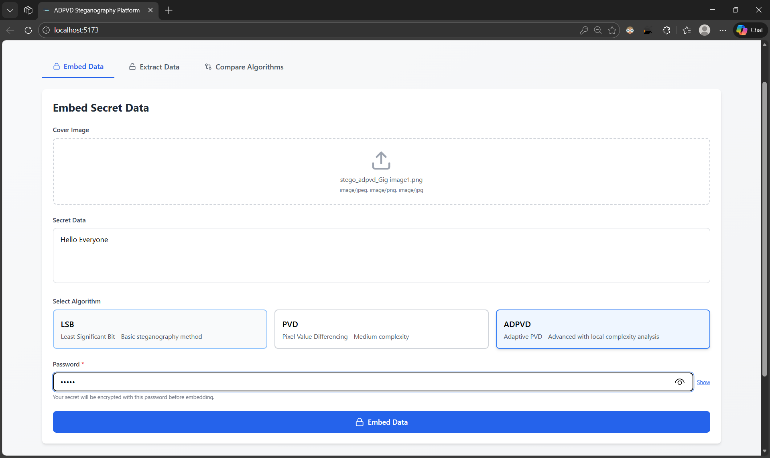 ADPVD Steganography Platform
localhost:5173
Chat
Embed Data
Extract Data
Compare Algorithms
Embed Secret Data
Cover Image
stego_adpvd_Gig-image1.png
image/jpeg, image/png, image/jpg
Secret Data
Hello Everyone
Select Algorithm
LSB
Least Significant Bit Basic steganography method
PVD
Pixel Value Differencing Medium complexity
ADPVD
Adaptive PVD Advanced with local complexity analysis
Password *
•••••
Show
Your secret will be encrypted with this password before embedding.
Embed Data